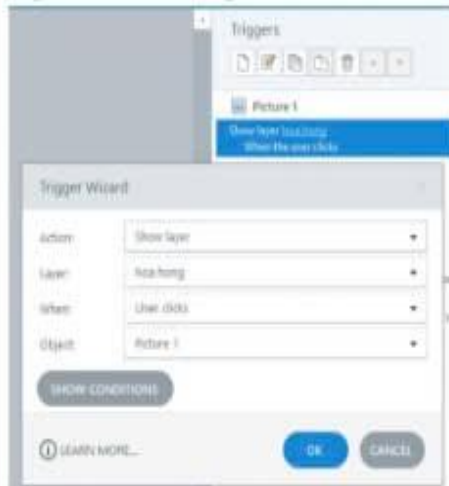 Triggers
Picture 1
Show layer hoa hong
When the user clicks
Trigger Wizard
Action: Show layer
Layer: hoa hong
When: User clicks
Object: Picture 1
SHOW CONDITIONS
LEARN MORE...
OK
CANCEL